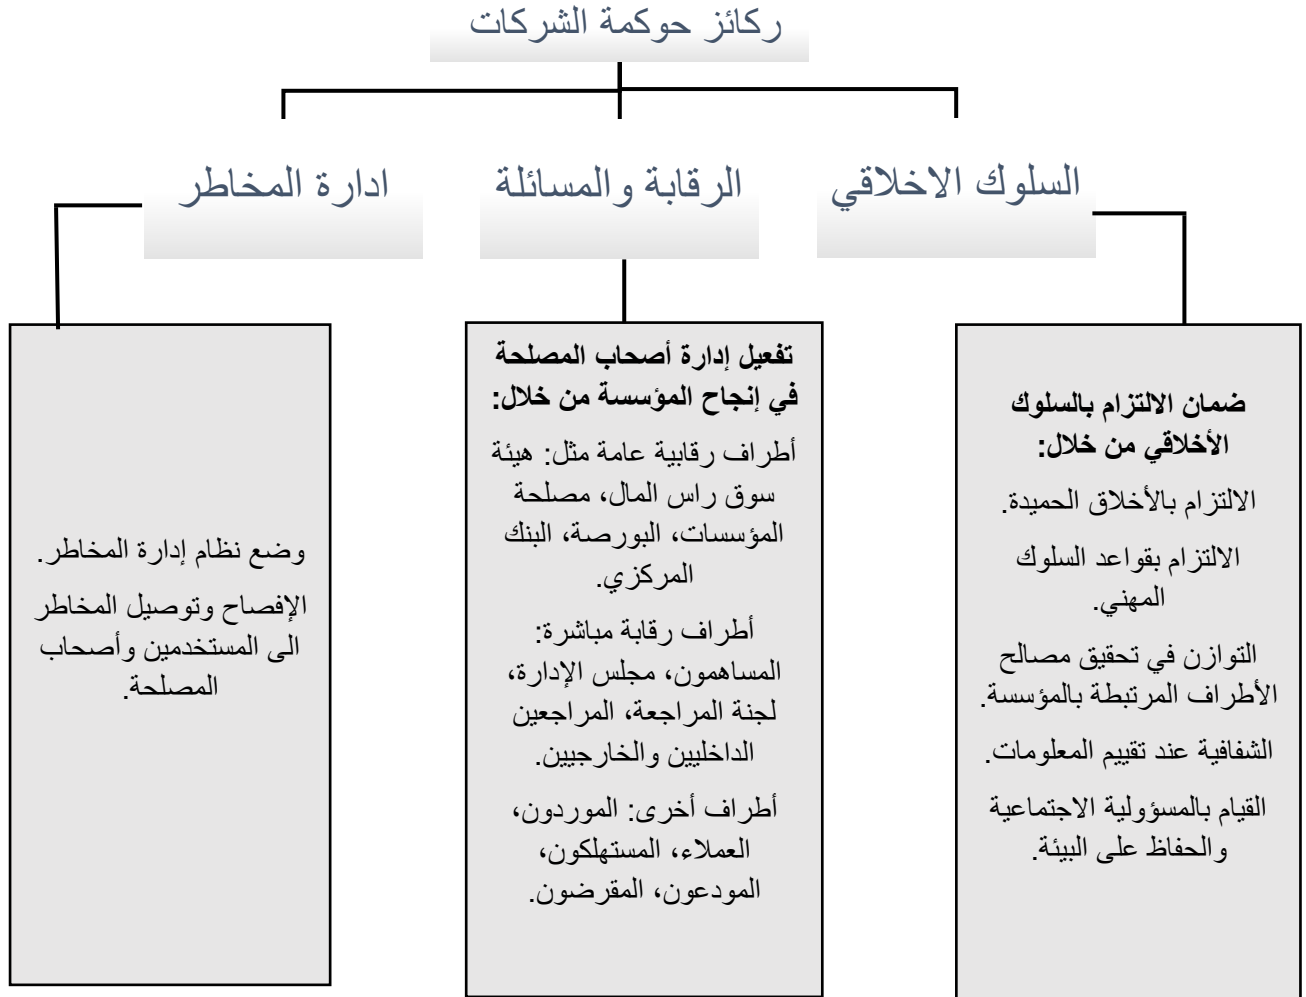 ركائز حوكمة الشركات
السلوك الاخلاقي
الرقابة والمسائلة
ادارة المخاطر
ضمان الالتزام بالسلوك
الأخلاقي من خلال:
الالتزام بالأخلاق الحميدة.
الالتزام بقواعد السلوك
المهني.
التوازن في تحقيق مصالح
الأطراف المرتبطة بالمؤسسة.
الشفافية عند تقييم المعلومات.
القيام بالمسؤولية الاجتماعية
والحفاظ على البيئة.
تفعيل إدارة أصحاب المصلحة
في إنجاح المؤسسة من خلال:
أطراف رقابية عامة مثل: هيئة
سوق راس المال، مصلحة
المؤسسات، البورصة، البنك
المركزي.
أطراف رقابة مباشرة:
المساهمون، مجلس الإدارة،
لجنة المراجعة، المراجعين
الداخليين والخارجيين.
أطراف أخرى: الموردون،
العملاء، المستهلكون،
المودعون، المقرضون.
وضع نظام إدارة المخاطر.
الإفصاح وتوصيل المخاطر
الى المستخدمين وأصحاب
المصلحة.